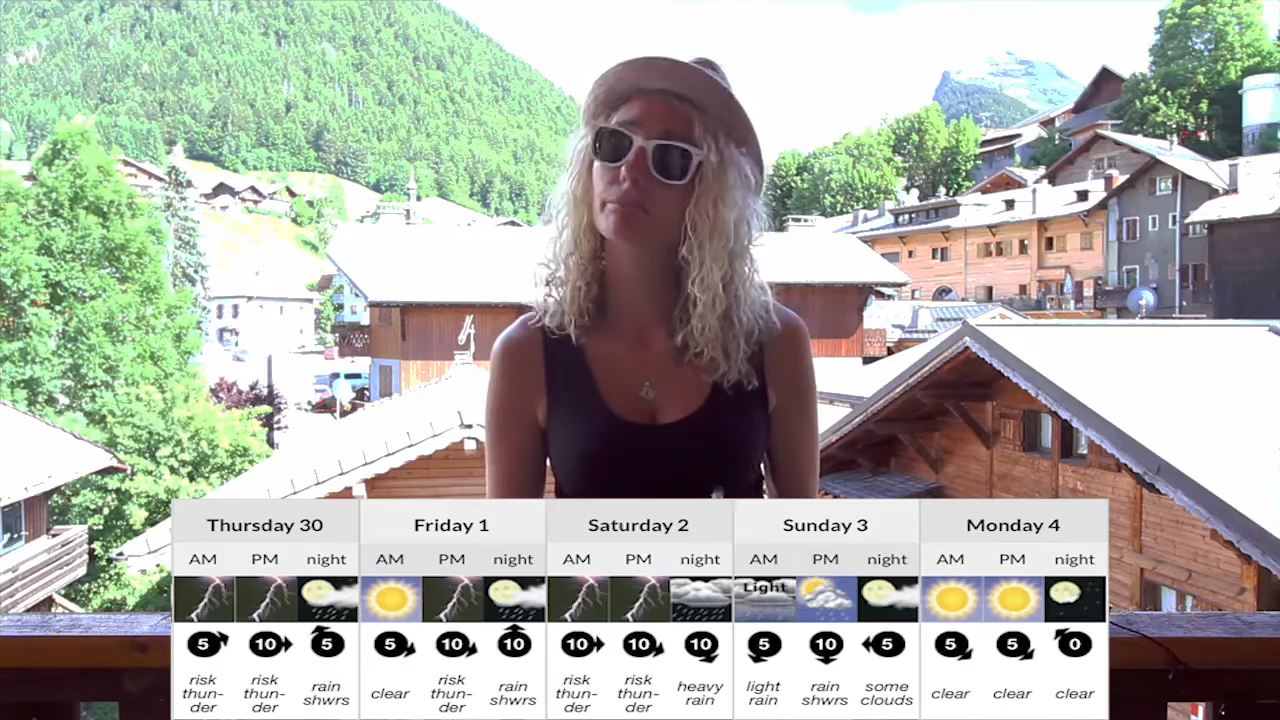 Thursday 30 Friday 1 Saturday 2 Sunday 3 Monday 4
AM PM night AM PM night AM PM night AM PM night AM PM night
Light
5 10 5 5 10 10 10 10 10 5 10 5 5 5 0
risk thun-der risk thun-der rain shwrs clear risk thun-der rain shwrs risk thun-der risk thun-der heavy rain light rain rain shwrs some clouds clear clear clear